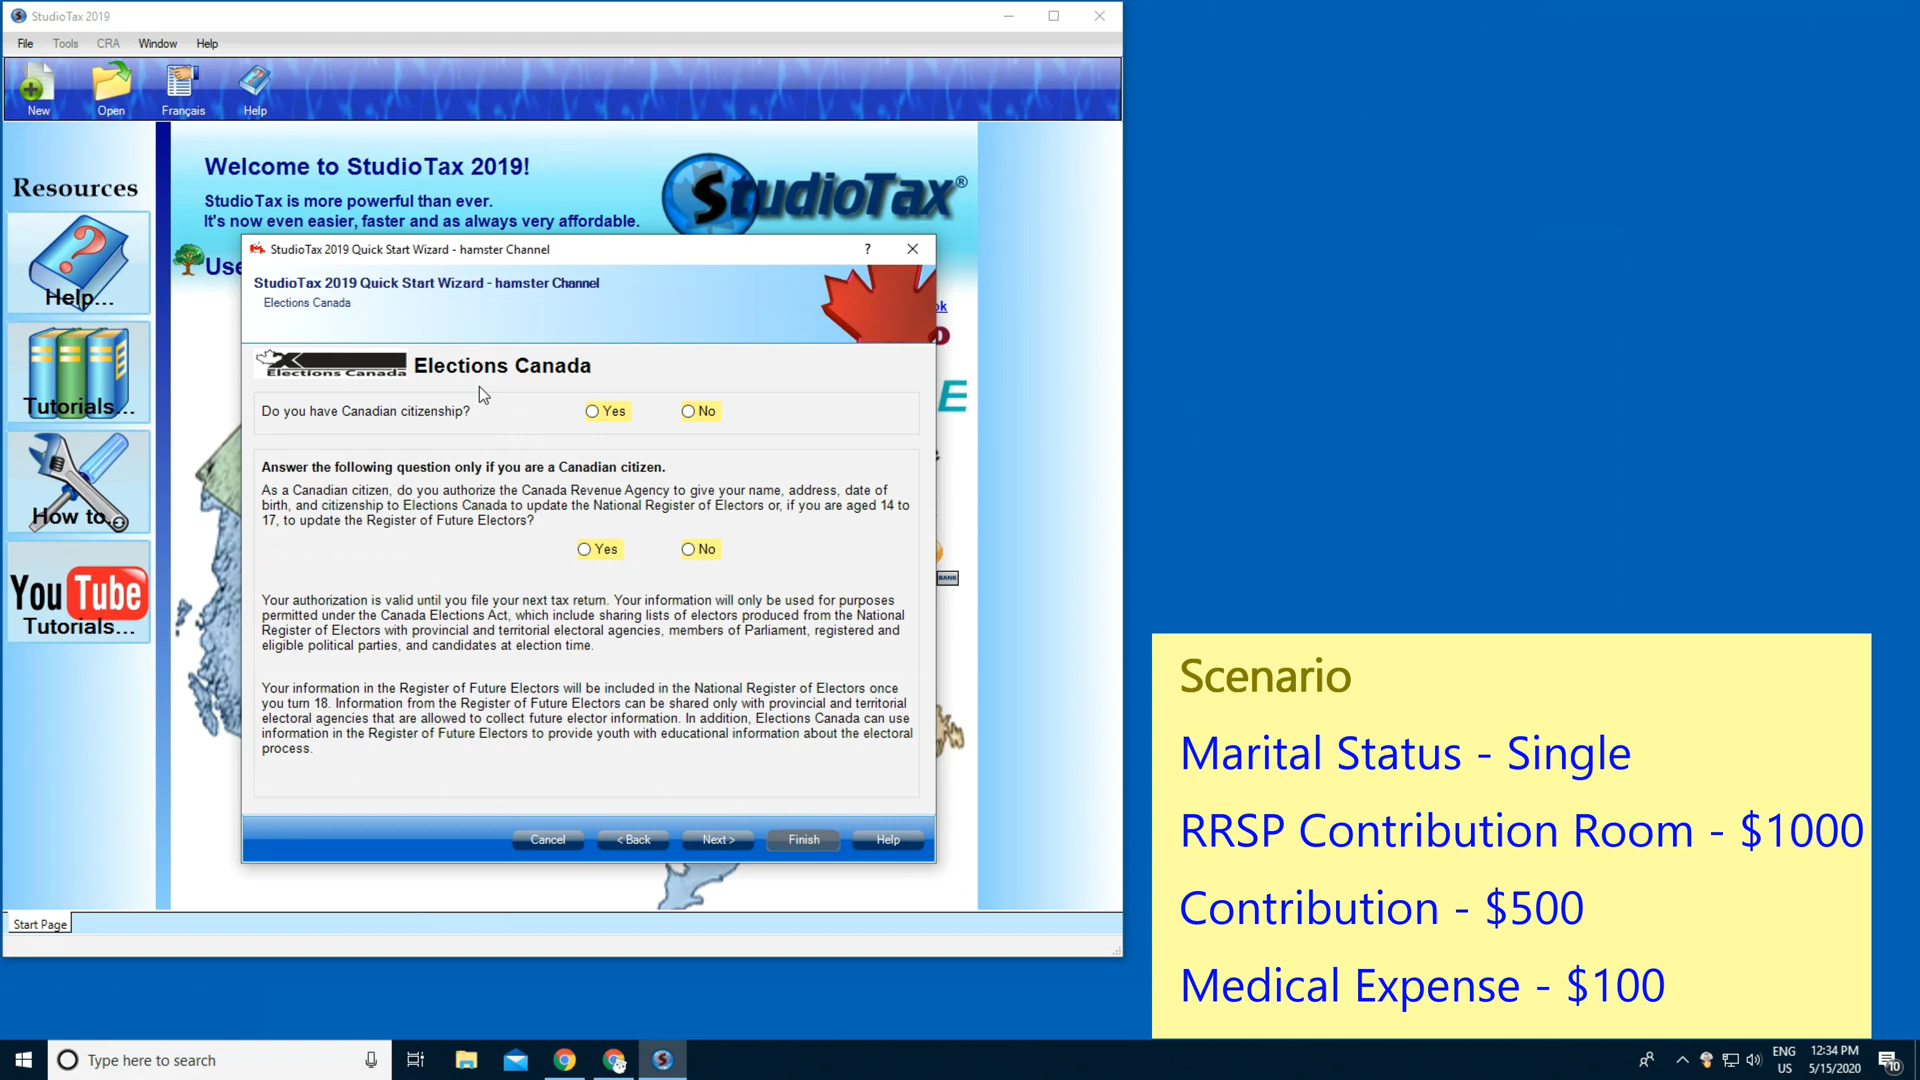 StudioTax 2019
File Tools CRA Window Help
New Open Français Help
Resources
Help...
Tutorials...
How to...
You Tube
Tutorials...
Welcome to StudioTax 2019!
StudioTax is more powerful than ever.
It's now even easier, faster and as always very affordable.
StudioTax®
Use
StudioTax 2019 Quick Start Wizard - hamster Channel
?
StudioTax 2019 Quick Start Wizard - hamster Channel
Elections Canada
Elections Canada
Elections Canada
Do you have Canadian citizenship? Yes No
Answer the following question only if you are a Canadian citizen.
As a Canadian citizen, do you authorize the Canada Revenue Agency to give your name, address, date of
birth, and citizenship to Elections Canada to update the National Register of Electors or, if you are aged 14 to
17, to update the Register of Future Electors?
Yes No
Your authorization is valid until you file your next tax return. Your information will only be used for purposes
permitted under the Canada Elections Act, which include sharing lists of electors produced from the National
Register of Electors with provincial and territorial electoral agencies, members of Parliament, registered and
eligible political parties, and candidates at election time.
Your information in the Register of Future Electors will be included in the National Register of Electors once
you turn 18. Information from the Register of Future Electors can be shared only with provincial and territorial
electoral agencies that are allowed to collect future elector information. In addition, Elections Canada can use
information in the Register of Future Electors to provide youth with educational information about the electoral
process.
Cancel < Back Next > Finish Help
ok
O
E
BANK
Start Page
Scenario
Marital Status - Single
RRSP Contribution Room - $1000
Contribution - $500
Medical Expense - $100
Type here to search
ENG
US
12:34 PM
5/15/2020
10